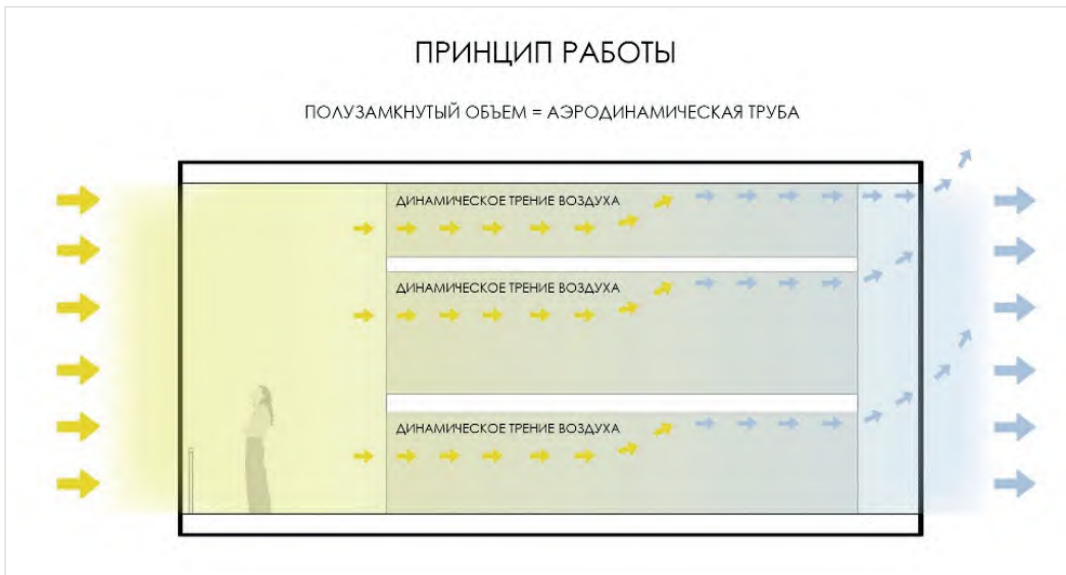 ПРИНЦИП РАБОТЫ
ПОЛУЗАМКНУТЫЙ ОБЪЕМ = АЭРОДИНАМИЧЕСКАЯ ТРУБА
ДИНАМИЧЕСКОЕ ТРЕНИЕ ВОЗДУХА
ДИНАМИЧЕСКОЕ ТРЕНИЕ ВОЗДУХА
ДИНАМИЧЕСКОЕ ТРЕНИЕ ВОЗДУХА